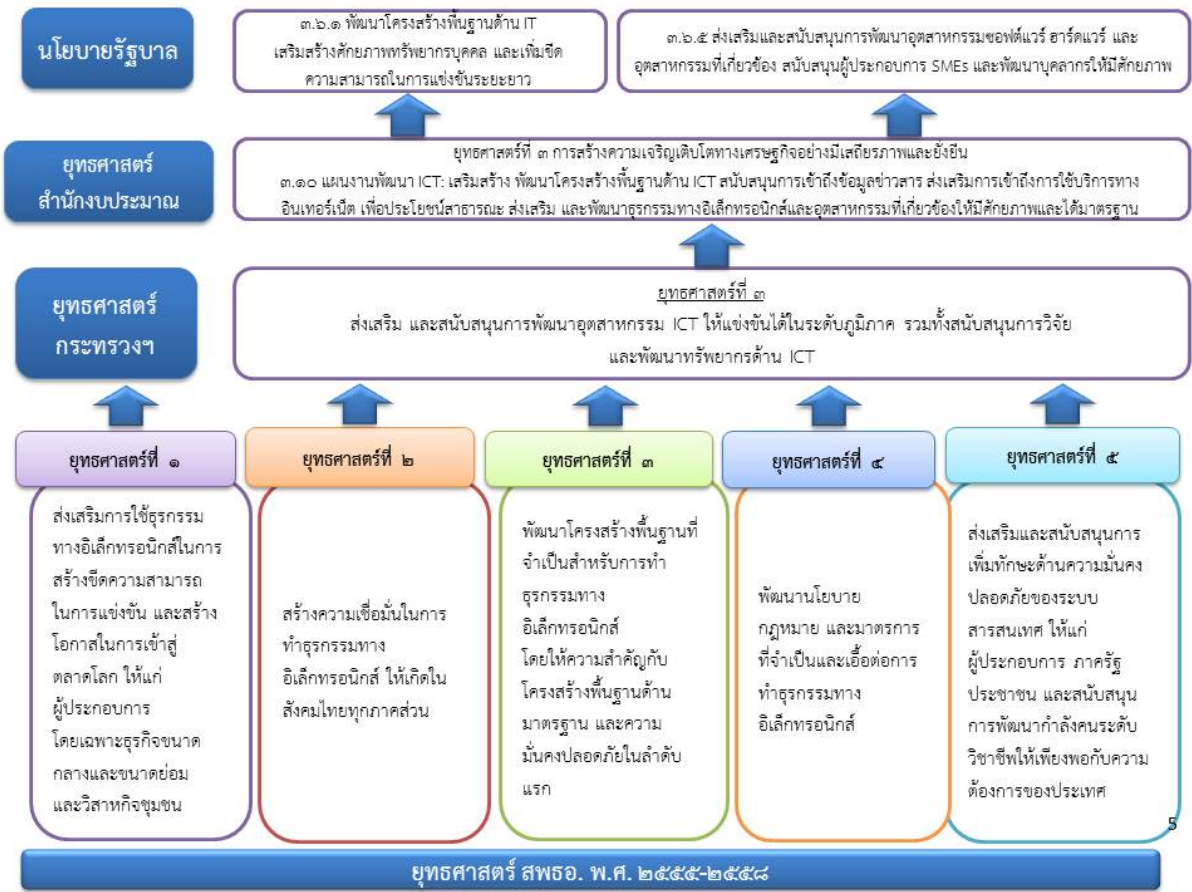 นโยบายรัฐบาล
๓.๖.๑ พัฒนาโครงสร้างพื้นฐานด้าน IT
เสริมสร้างศักยภาพทรัพยากรบุคคล และเพิ่มขีด
ความสามารถในการแข่งขันระยะยาว
๓.๖.๕ ส่งเสริมและสนับสนุนการพัฒนาอุตสาหกรรมซอฟต์แวร์ ฮาร์ดแวร์ และ
อุตสาหกรรมที่เกี่ยวข้อง สนับสนุนผู้ประกอบการ SMEs และพัฒนาบุคลากรให้มีศักยภาพ
ยุทธศาสตร์
สำนักงบประมาณ
ยุทธศาสตร์ที่ ๓ การสร้างความเจริญเติบโตทางเศรษฐกิจอย่างมีเสถียรภาพและยั่งยืน
๓.๑๐ แผนงานพัฒนา ICT: เสริมสร้าง พัฒนาโครงสร้างพื้นฐานด้าน ICT สนับสนุนการเข้าถึงข้อมูลข่าวสาร ส่งเสริมการเข้าถึงการใช้บริการทาง
อินเทอร์เน็ต เพื่อประโยชน์สาธารณะ ส่งเสริม และพัฒนาธุรกรรมทางอิเล็กทรอนิกส์และอุตสาหกรรมที่เกี่ยวข้องให้มีศักยภาพและได้มาตรฐาน
ยุทธศาสตร์
กระทรวงฯ
ยุทธศาสตร์ที่ ๓
ส่งเสริม และสนับสนุนการพัฒนาอุตสาหกรรม ICT ให้แข่งขันได้ในระดับภูมิภาค รวมทั้งสนับสนุนการวิจัย
และพัฒนาทรัพยากรด้าน ICT
ยุทธศาสตร์ที่ ๑
ส่งเสริมการใช้ธุรกรรม
ทางอิเล็กทรอนิกส์ในการ
สร้างขีดความสามารถ
ในการแข่งขัน และสร้าง
โอกาสในการเข้าสู่
ตลาดโลก ให้แก่
ผู้ประกอบการ
โดยเฉพาะธุรกิจขนาด
กลางและขนาดย่อม
และวิสาหกิจชุมชน
ยุทธศาสตร์ที่ ๒
สร้างความเชื่อมั่นในการ
ทำธุรกรรมทาง
อิเล็กทรอนิกส์ ให้เกิดใน
สังคมไทยทุกภาคส่วน
ยุทธศาสตร์ที่ ๓
พัฒนาโครงสร้างพื้นฐานที่
จำเป็นสำหรับการทำ
ธุรกรรมทาง
อิเล็กทรอนิกส์
โดยให้ความสำคัญกับ
โครงสร้างพื้นฐานด้าน
มาตรฐาน และความ
มั่นคงปลอดภัยในลำดับ
แรก
ยุทธศาสตร์ที่ ๔
พัฒนานโยบาย
กฎหมาย และมาตรการ
ที่จำเป็นและเอื้อต่อการ
ทำธุรกรรมทาง
อิเล็กทรอนิกส์
ยุทธศาสตร์ที่ ๕
ส่งเสริมและสนับสนุนการ
เพิ่มทักษะด้านความมั่นคง
ปลอดภัยของระบบ
สารสนเทศ ให้แก่
ผู้ประกอบการ ภาครัฐ
ประชาชน และสนับสนุน
การพัฒนากำลังคนระดับ
วิชาชีพให้เพียงพอกับความ
ต้องการของประเทศ
5
ยุทธศาสตร์ สพธอ. พ.ศ. ๒๕๕๕-๒๕๕๘